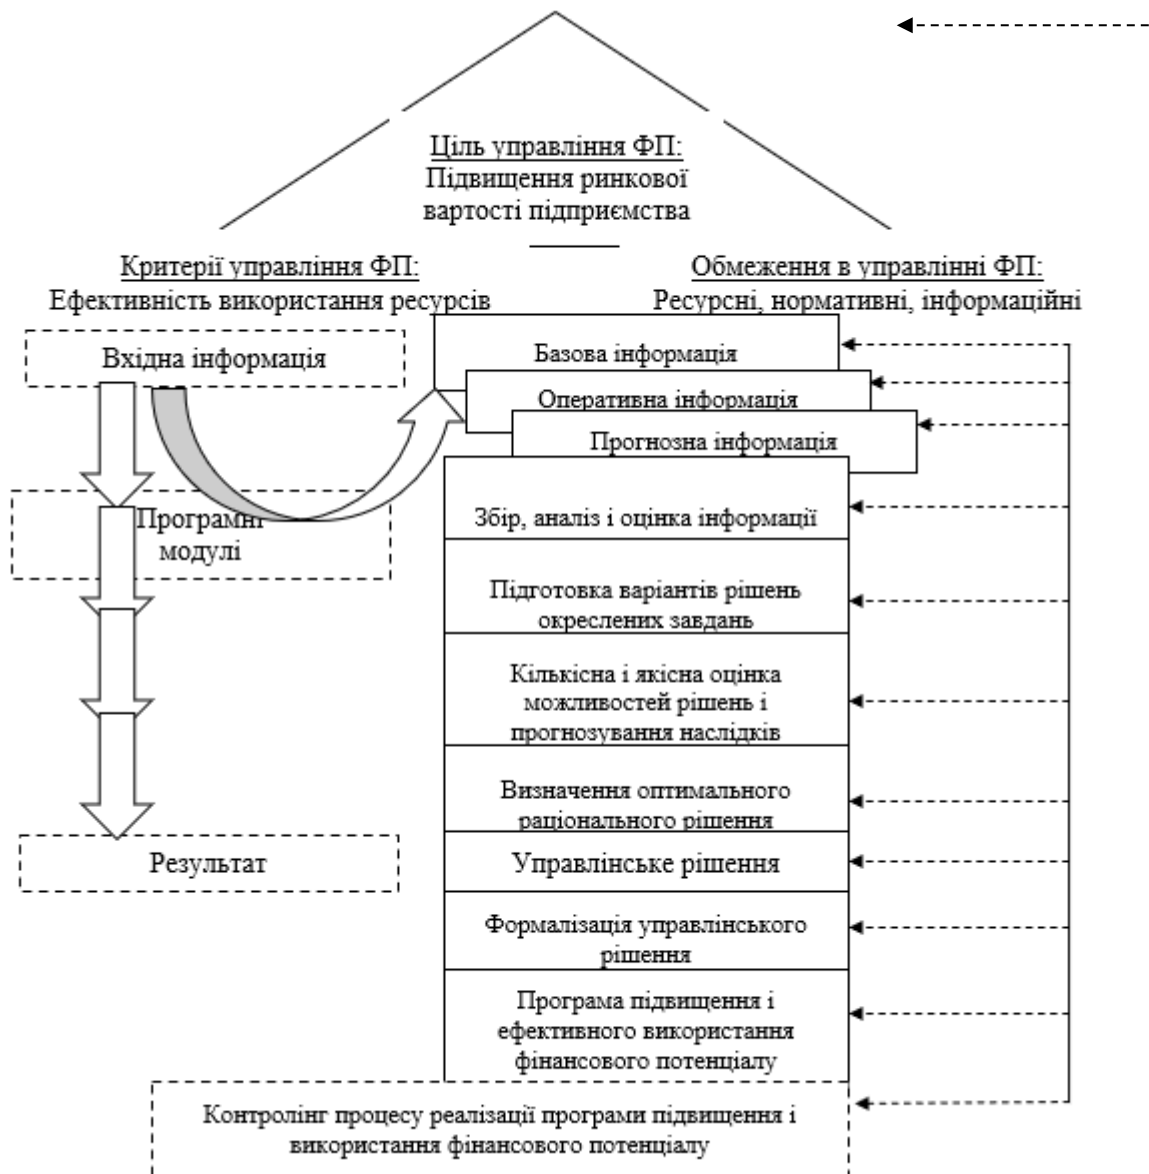 Ціль управління ФП:
Підвищення ринкової
вартості підприємства
Критерії управління ФП:
Ефективність використання ресурсів
Обмеження в управлінні ФП:
Ресурсні, нормативні, інформаційні
Вхідна інформація
Базова інформація
Оперативна інформація
Прогнозна інформація
Програмні
модулі
Збір, аналіз і оцінка інформації
Підготовка варіантів рішень
окреслених завдань
Кількісна і якісна оцінка
можливостей рішень і
прогнозування наслідків
Визначення оптимального
раціонального рішення
Результат
Управлінське рішення
Формалізація управлінського
рішення
Програма підвищення і
ефективного використання
фінансового потенціалу
Контролінг процесу реалізації програми підвищення і
використання фінансового потенціалу